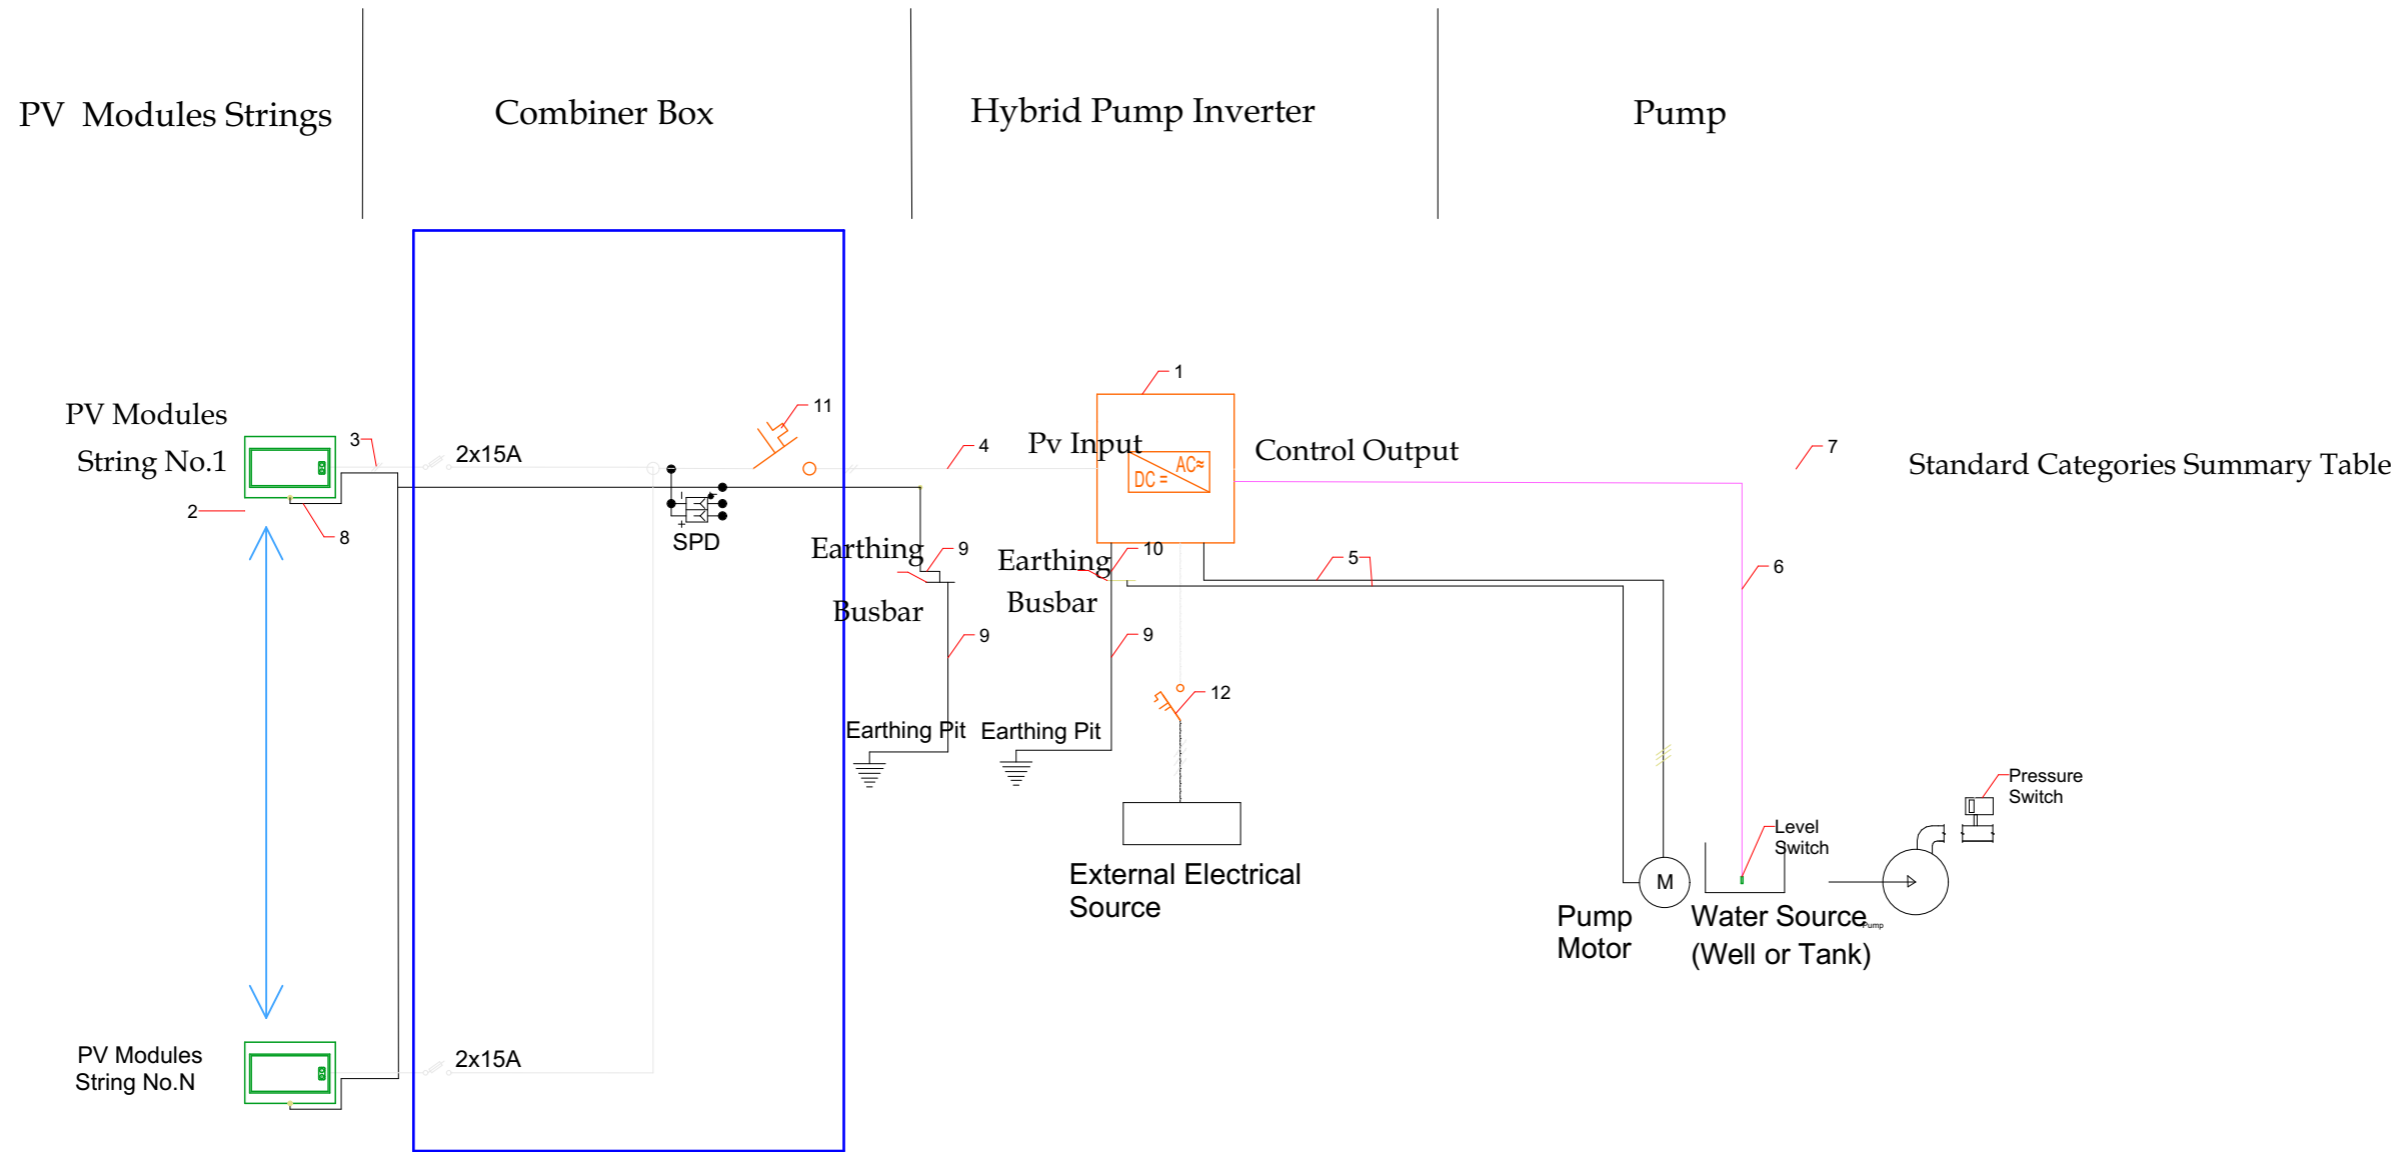 PV Modules Strings
Combiner Box
Hybrid Pump Inverter
Pump
1
PV Modules
String No.1
3
2x15A
11
4
Pv Input
Control Output
7
Standard Categories Summary Table
AC≈
DC =
2
8
-
+
SPD
Earthing
Busbar
9
9
Earthing
Busbar
10
9
5
6
12
Earthing Pit
Earthing Pit
External Electrical
Source
Pressure
Switch
Level
Switch
M
Pump
Motor
Water Source
(Well or Tank)
Pump
PV Modules
String No.N
2x15A